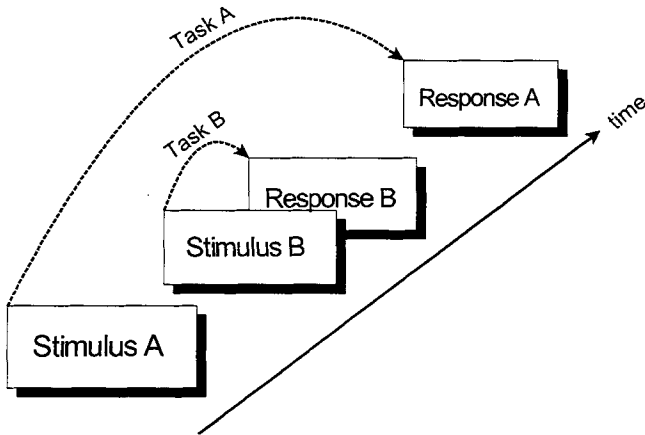 Task A
Response A
time
Task B
Response B
Stimulus B
Stimulus A